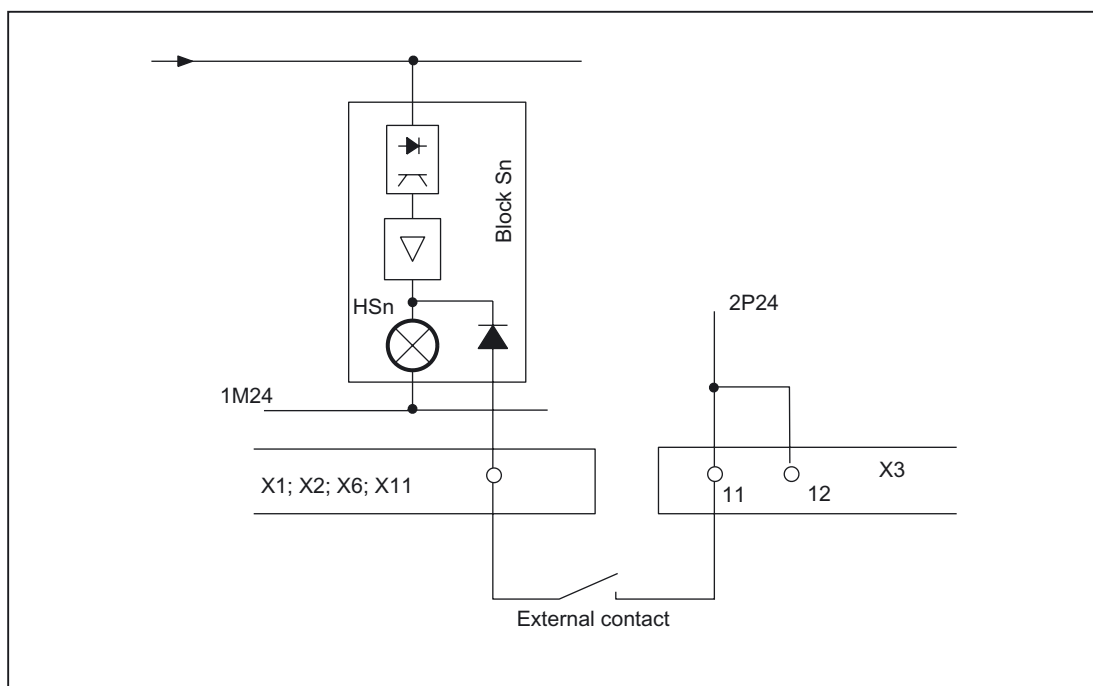 Block Sn
HSn
2P24
1M24
X1; X2; X6; X11
X3
11
12
External contact